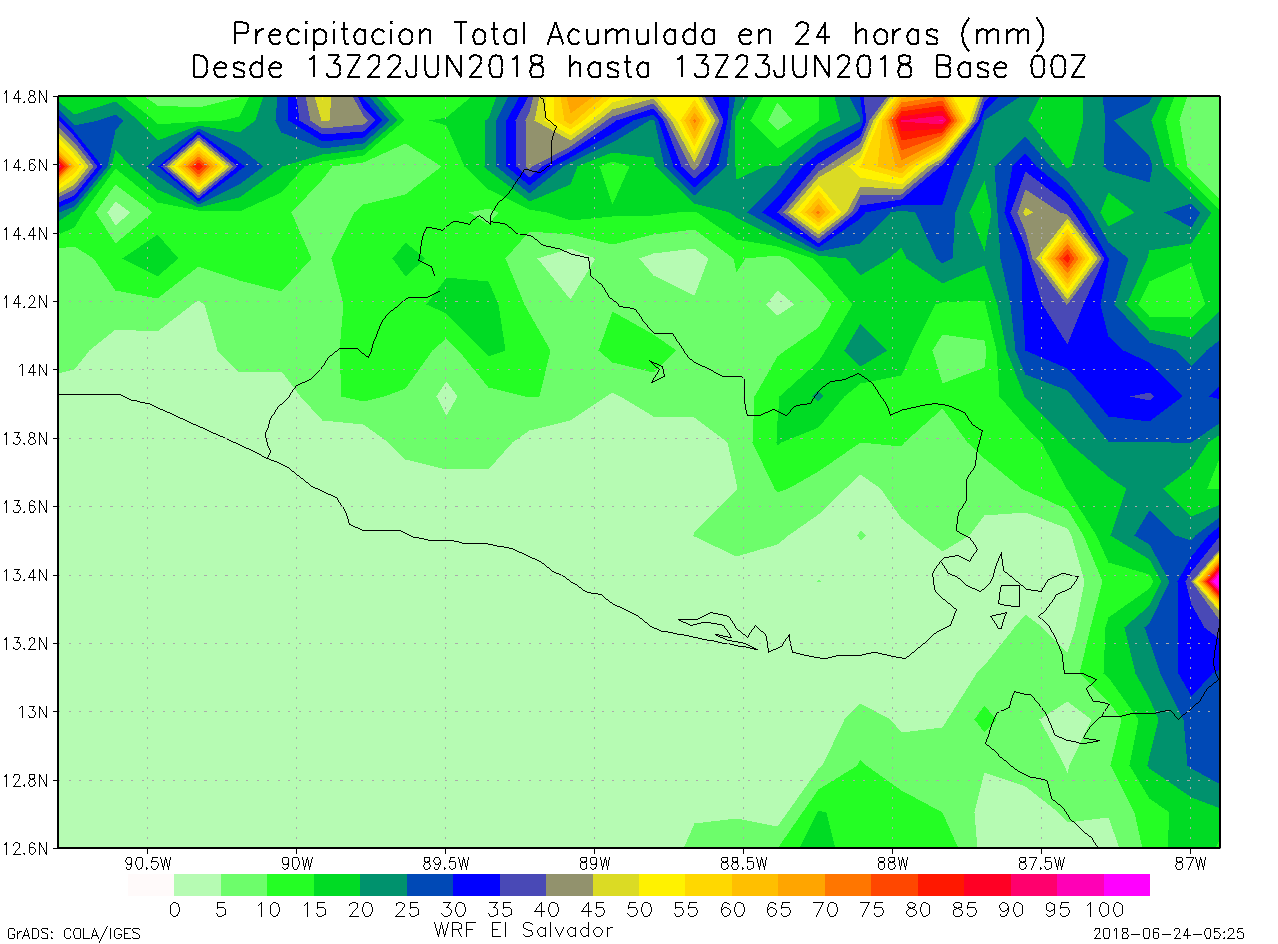 Precipitacion Total Acumulada en 24 horas (mm)
Desde 13Z22JUN2018 hasta 13Z23JUN2018 Base 00Z
14.8N
14.6N
14.4N
14.2N
14N
13.8N
13.6N
13.4N
13.2N
13N
12.8N
12.6N
90.5W 90W 89.5W 89W 88.5W 88W 87.5W 87W
0 5 10 15 20 25 30 35 40 45 50 55 60 65 70 75 80 85 90 95 100
WRF El Salvador
GrADS: COLA/IGES
2018-06-24-05:25